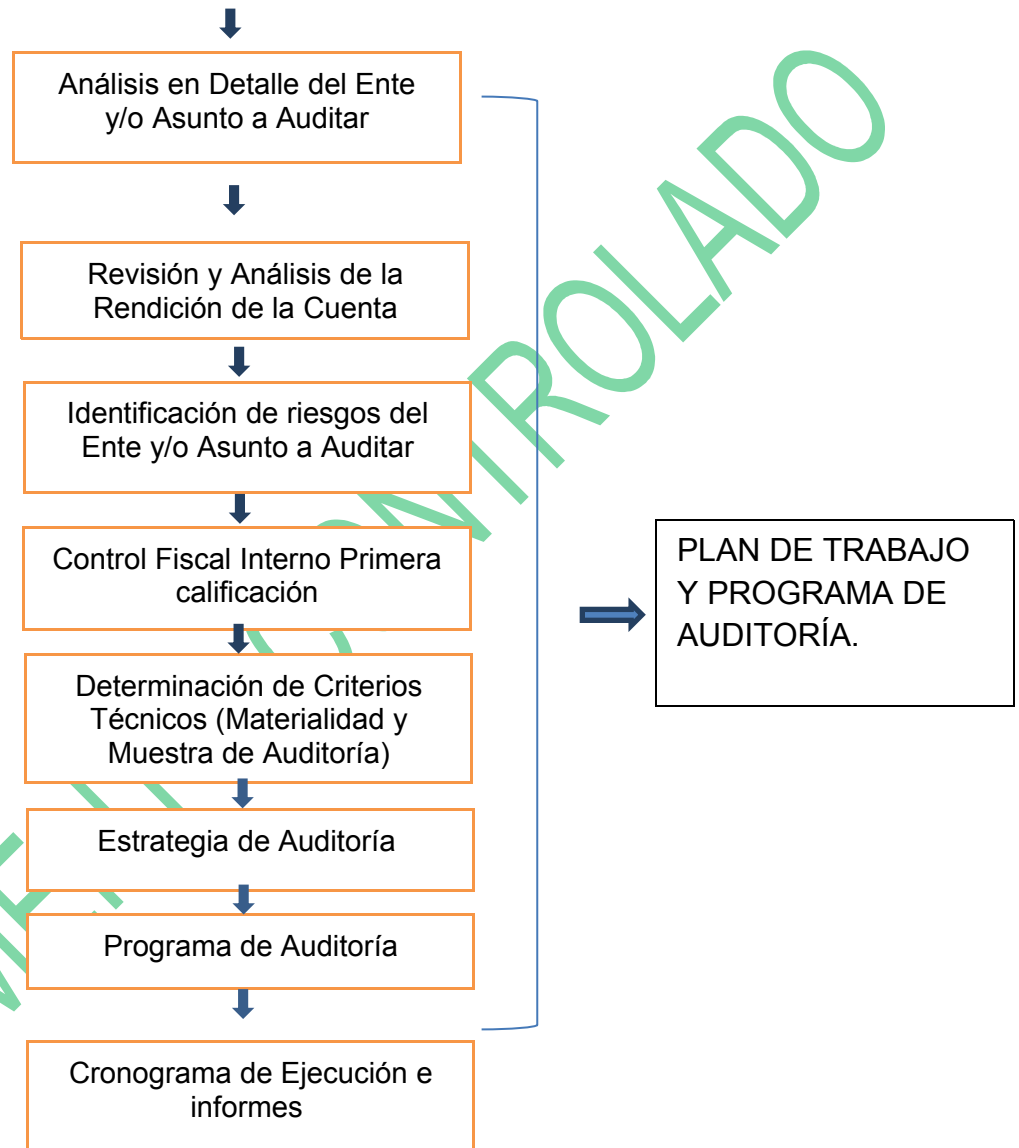 Análisis en Detalle del Ente
y/o Asunto a Auditar
Revisión y Análisis de la
Rendición de la Cuenta
Identificación de riesgos del
Ente y/o Asunto a Auditar
Control Fiscal Interno Primera
calificación
Determinación de Criterios
Técnicos (Materialidad y
Muestra de Auditoría)
Estrategia de Auditoría
Programa de Auditoría
Cronograma de Ejecución e
informes
PLAN DE TRABAJO
Y PROGRAMA DE
AUDITORÍA.
CONTROLADO